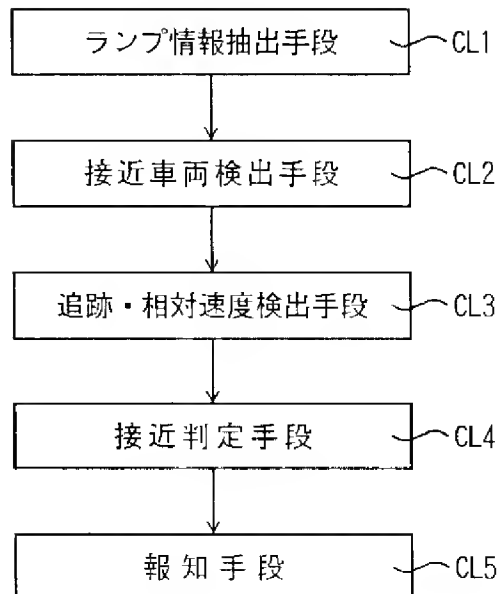 ランプ情報抽出手段 CL1
接近車両検出手段 CL2
追跡・相対速度検出手段 CL3
接近判定手段 CL4
報知手段 CL5